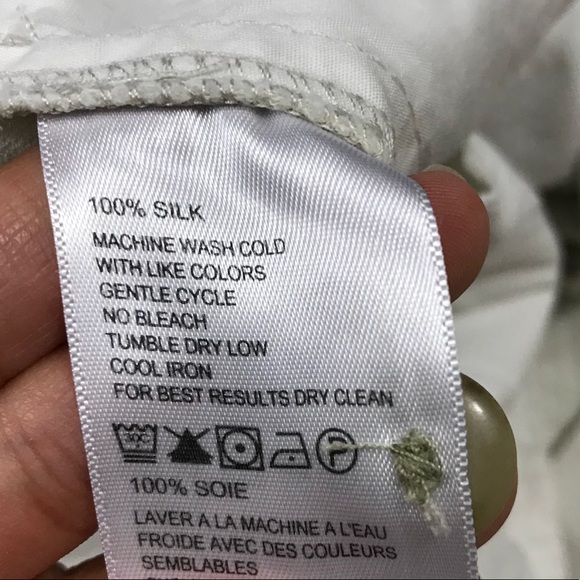 100% SILK
MACHINE WASH COLD
WITH LIKE COLORS
GENTLE CYCLE
NO BLEACH
TUMBLE DRY LOW
COOL IRON
FOR BEST RESULTS DRY CLEAN
30C P
100% SOIE
LAVER A LA MACHINE A L'EAU
FROIDE AVEC DES COULEURS
SEMBLABLES